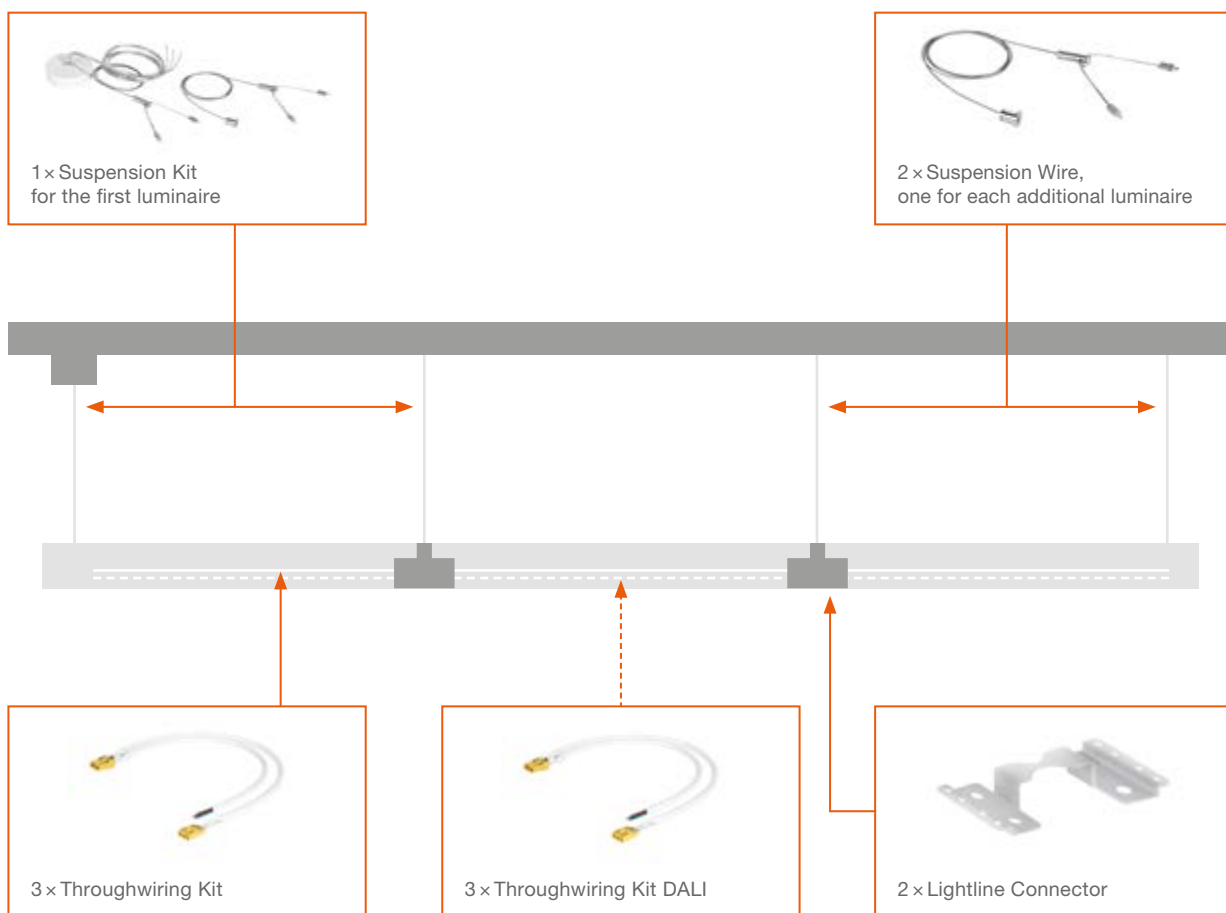 1 × Suspension Kit
for the first luminaire
2 × Suspension Wire,
one for each additional luminaire
3 × Throughwiring Kit
3 × Throughwiring Kit DALI
2 × Lightline Connector